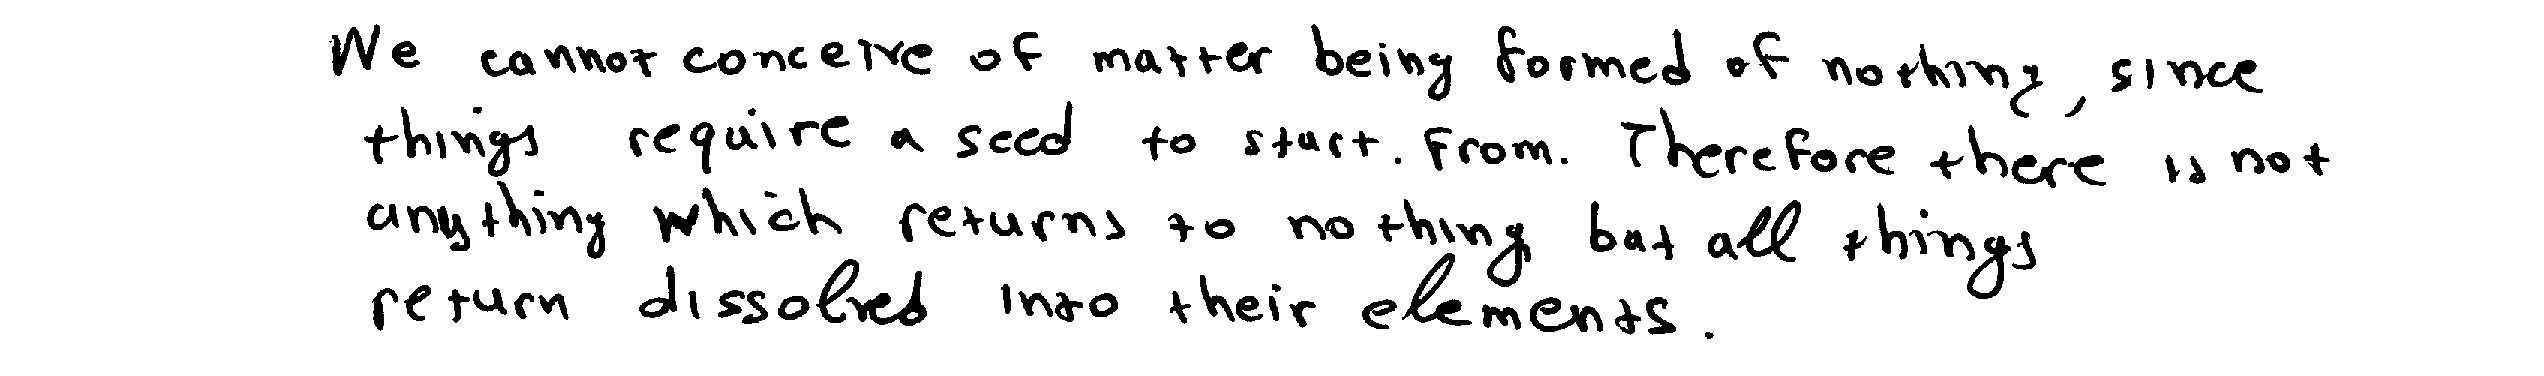 We cannot conceive of matter being formed of nothing, since
things require a seed to start. from. Therefore there is not
anything which returns to nothing but all things
return dissolved into their elements.